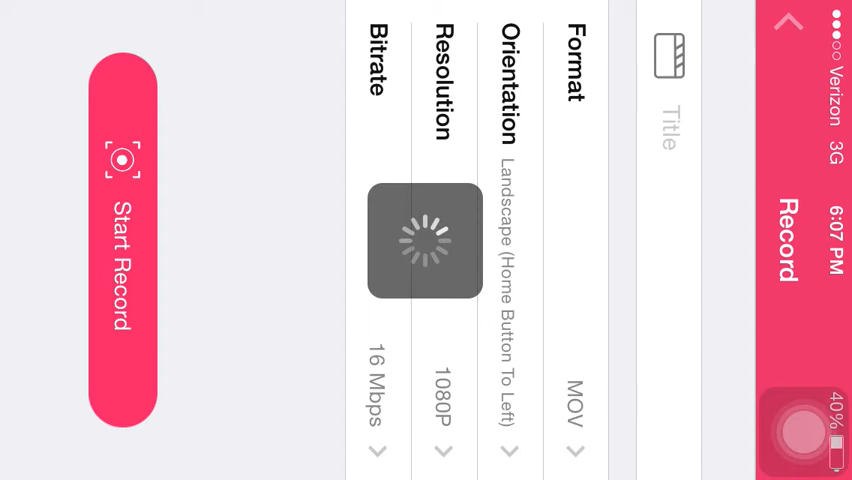 Verizon 3G 6:07 PM 40%
Record
Title
Format MOV
Orientation Landscape (Home Button To Left)
Resolution 1080P
Bitrate 16 Mbps
Start Record